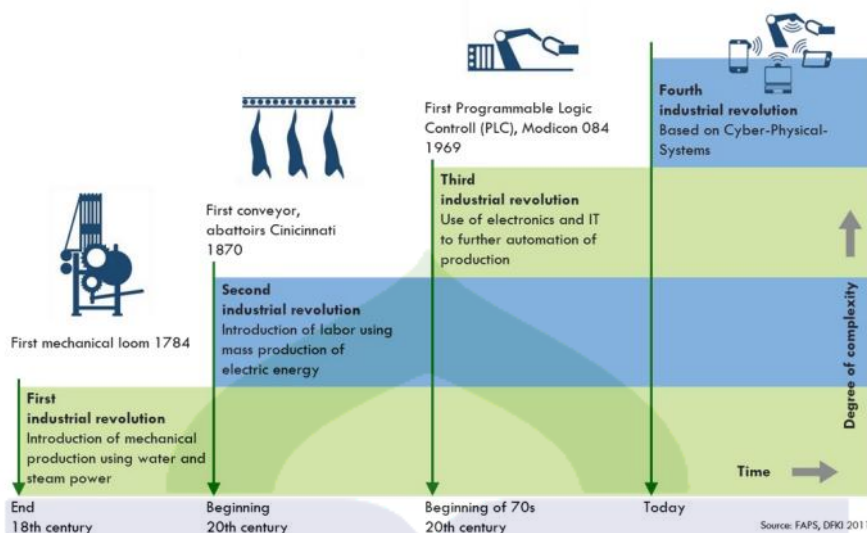 First mechanical loom 1784
First
industrial revolution
Introduction of mechanical
production using water and
steam power
End
18th century
First conveyor,
abattoirs Cinicinnati
1870
Second
industrial revolution
Introduction of labor using
mass production of
electric energy
Beginning
20th century
First Programmable Logic
Controll (PLC), Modicon 084
1969
Third
industrial revolution
Use of electronics and IT
to further automation of
production
Beginning of 70s
20th century
Fourth
industrial revolution
Based on Cyber-Physical-
Systems
Today
Degree of complexity
Time
Source: FAPS, DFKI 2011